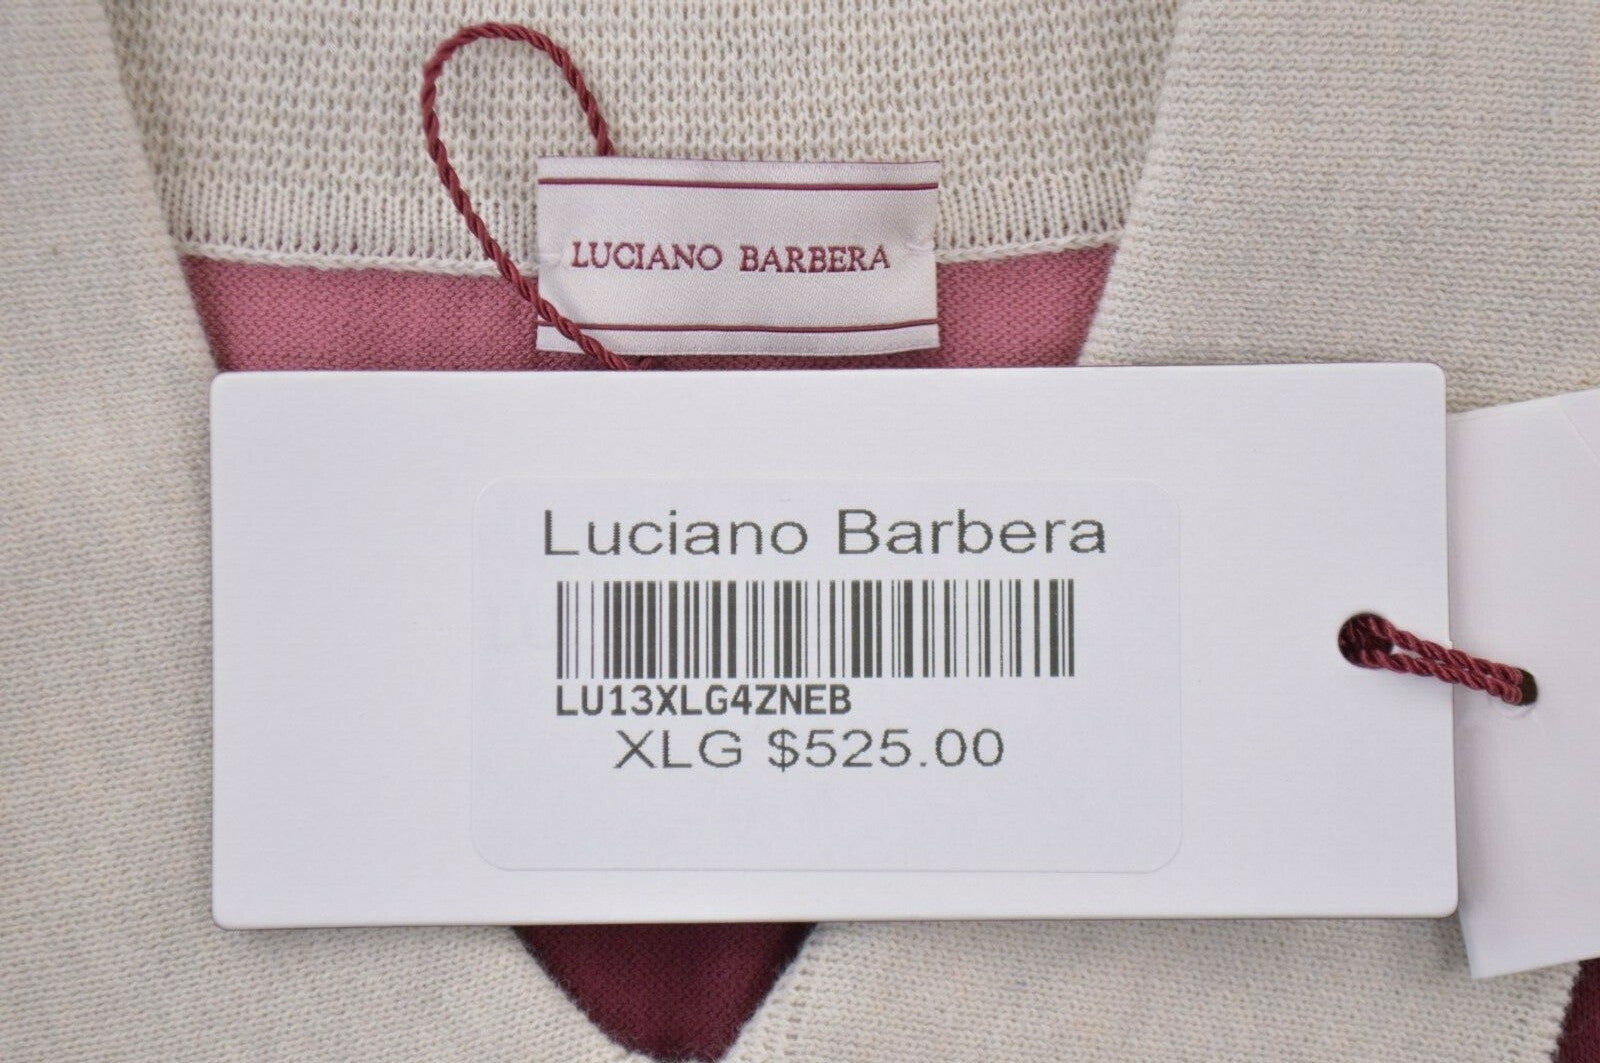 LUCIANO BARBERA
Luciano Barbera
LU13XLG4ZNEB
XLG $525.00